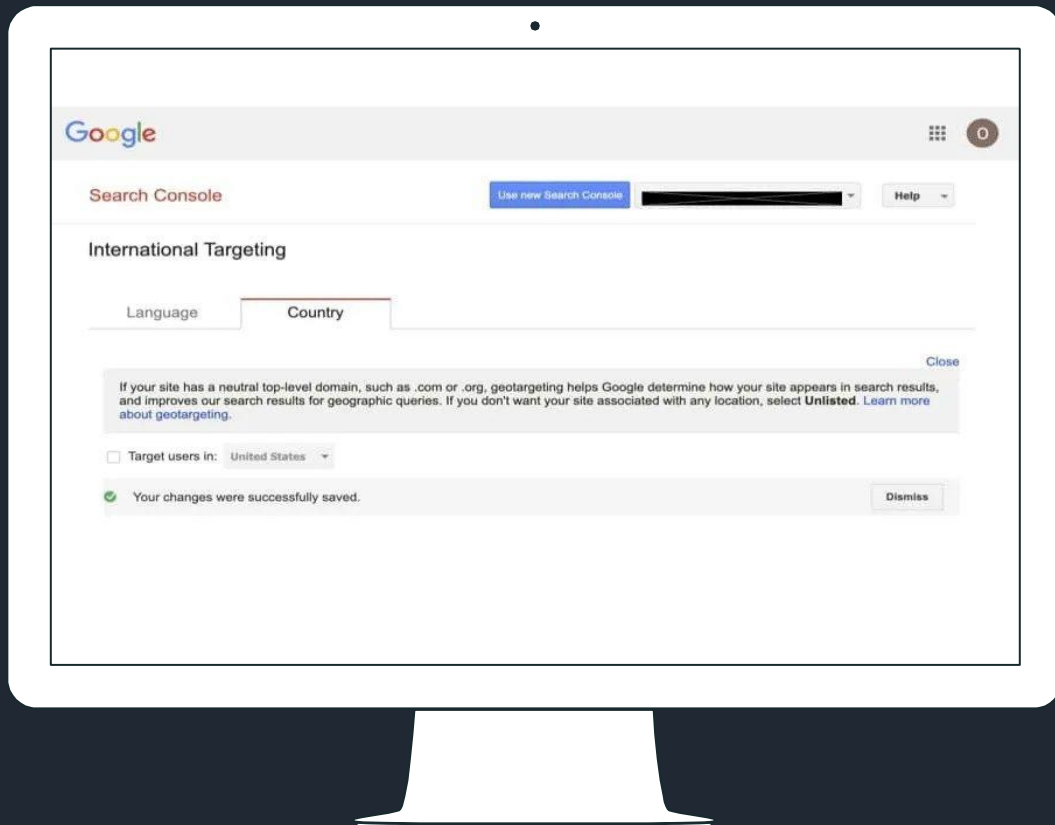 Google
O
Search Console
Use new Search Console
Help
International Targeting
Language
Country
Close
If your site has a neutral top-level domain, such as .com or .org, geotargeting helps Google determine how your site appears in search results,
and improves our search results for geographic queries. If you don't want your site associated with any location, select Unlisted. Learn more
about geotargeting.
Target users in: United States
Your changes were successfully saved.
Dismiss